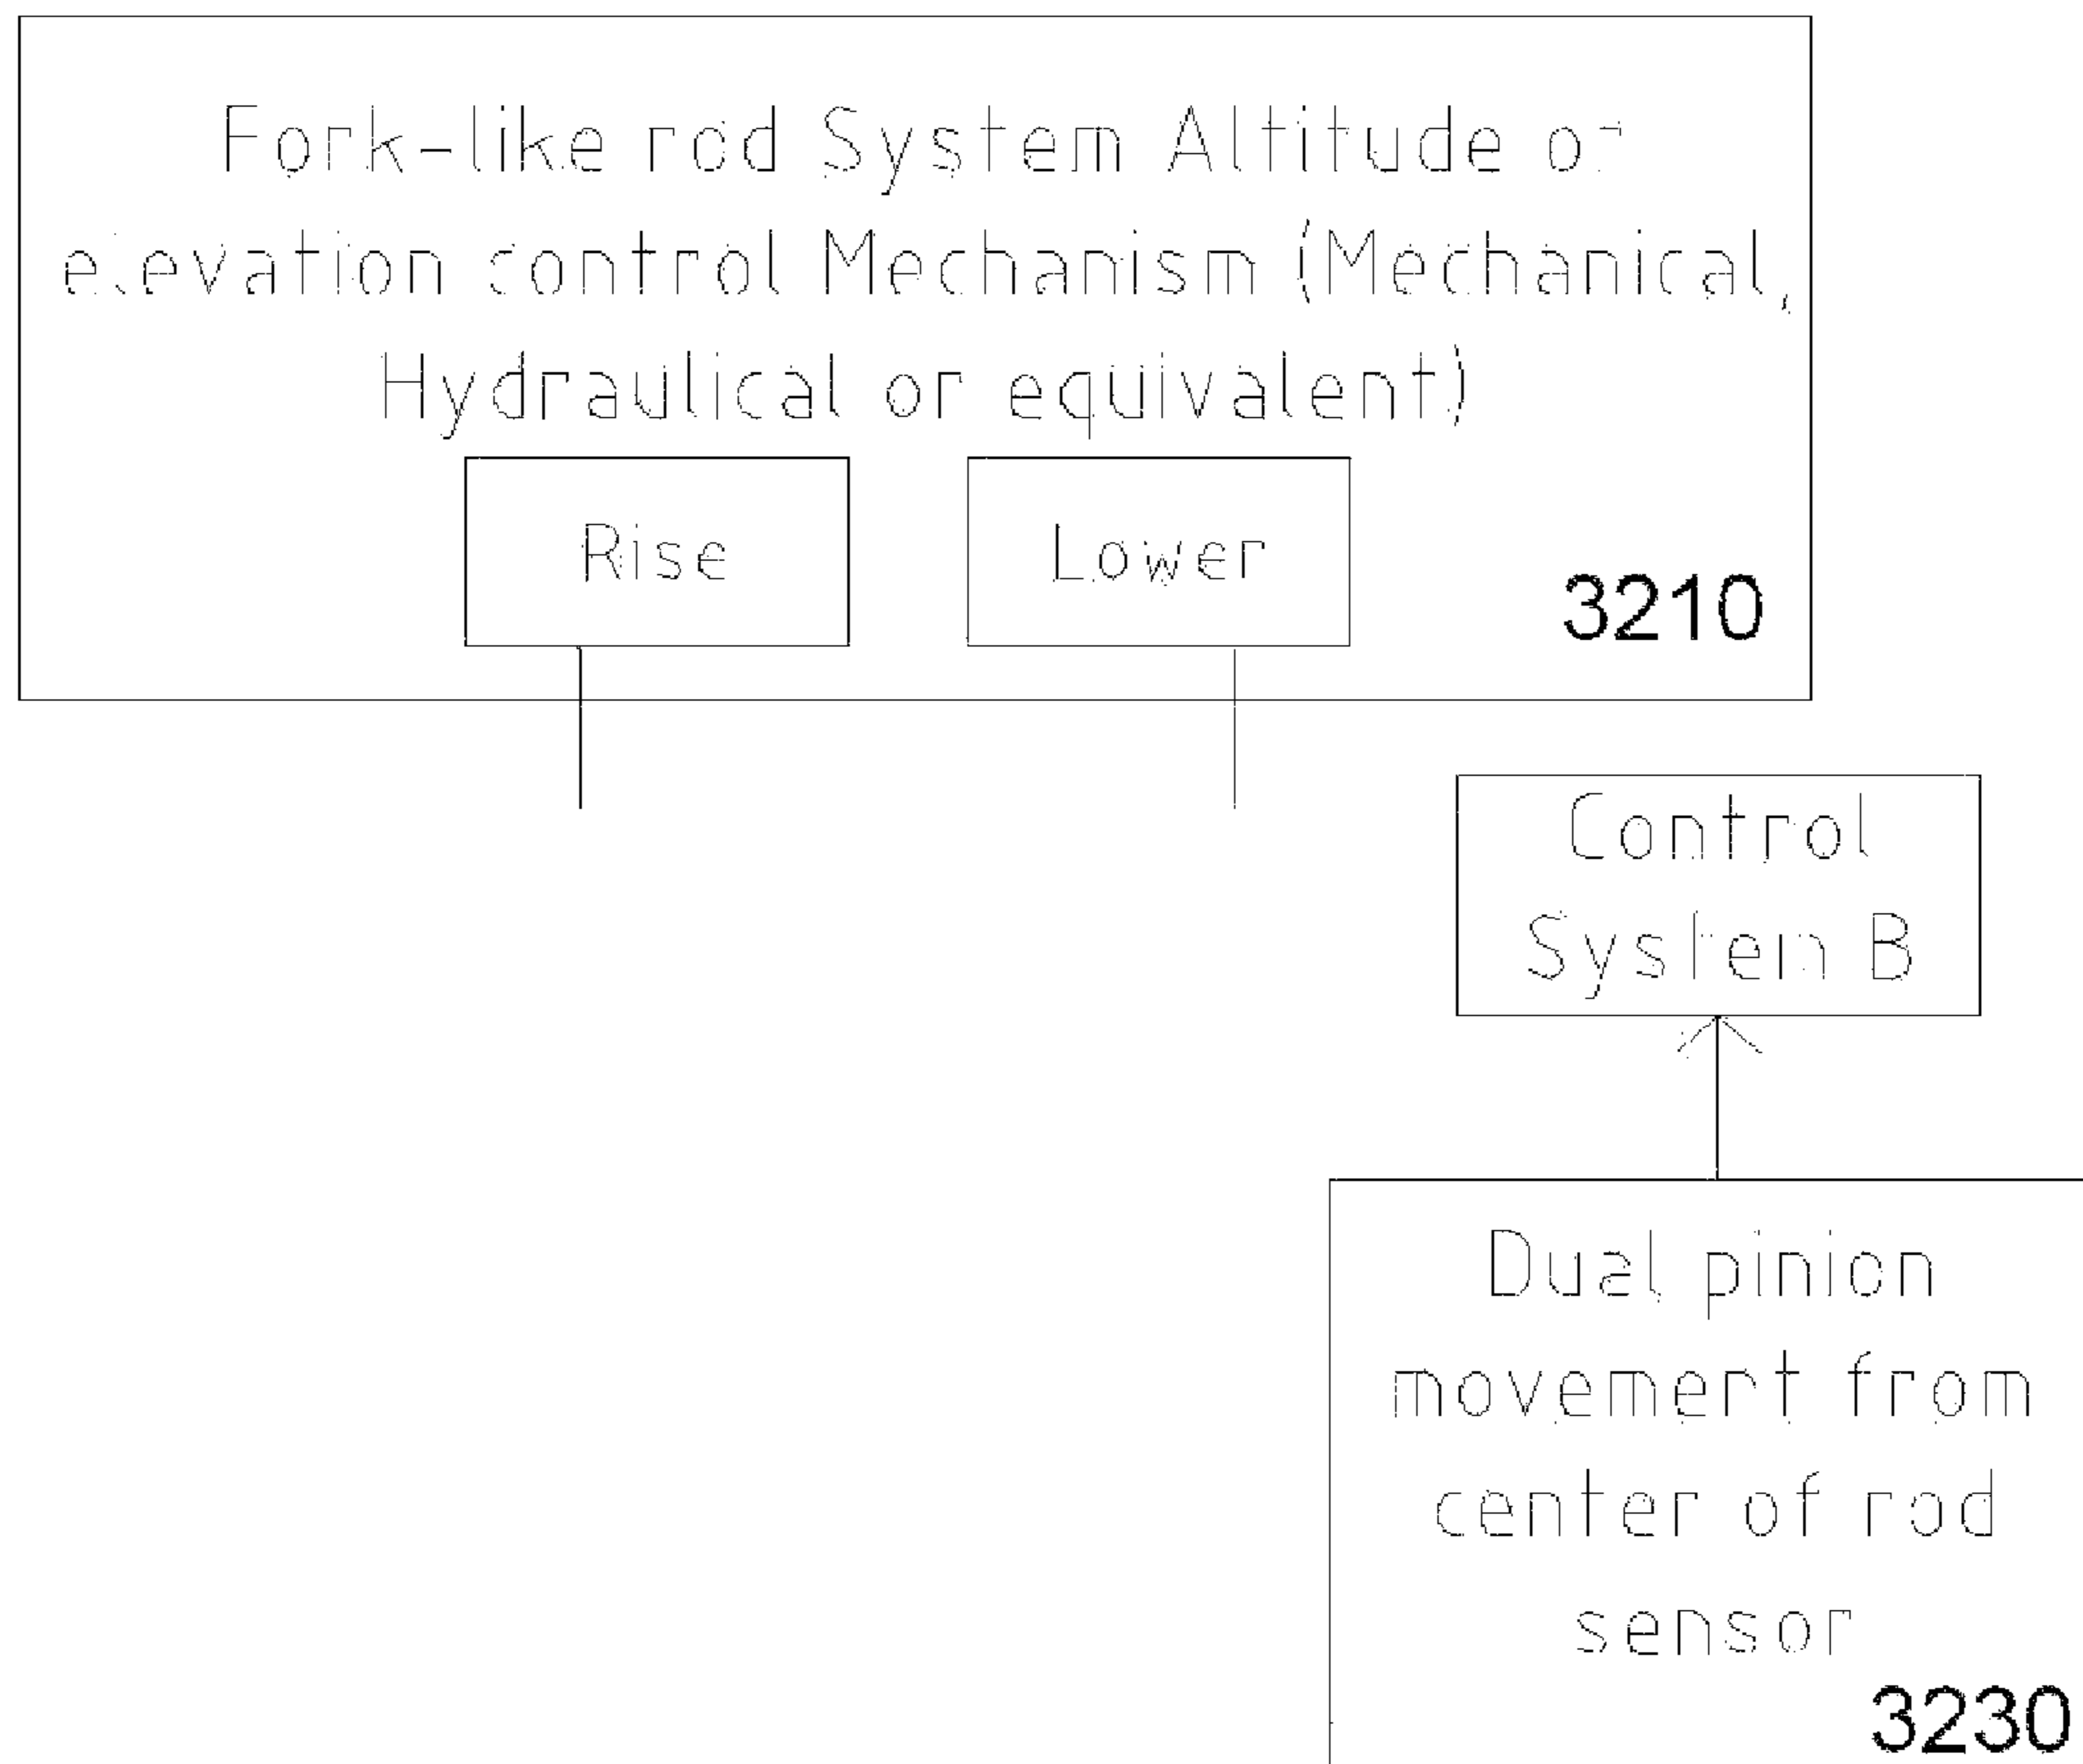 Fork-like rod System Altitude or
elevation control Mechanism (Mechanical,
Hydraulical or equivalent)
Rise
Lower
3210
Control
System B
Dual pinion
movement from
center of rod
sensor
3230